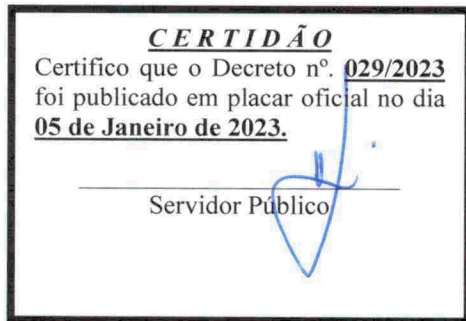 CERTIDÃO
Certifico que o Decreto nº. 029/2023
foi publicado em placar oficial no dia
05 de Janeiro de 2023.
Servidor Público